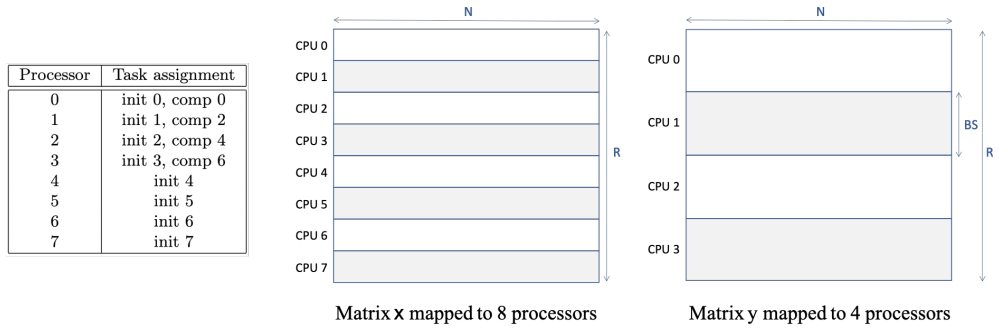 Processor Task assignment
0 init 0, comp 0
1 init 1, comp 2
2 init 2, comp 4
3 init 3, comp 6
4 init 4
5 init 5
6 init 6
7 init 7
N
CPU 0
CPU 1
CPU 2
CPU 3
CPU 4
CPU 5
CPU 6
CPU 7
R
Matrix x mapped to 8 processors
N
CPU 0
CPU 1
CPU 2
CPU 3
BS
R
Matrix y mapped to 4 processors